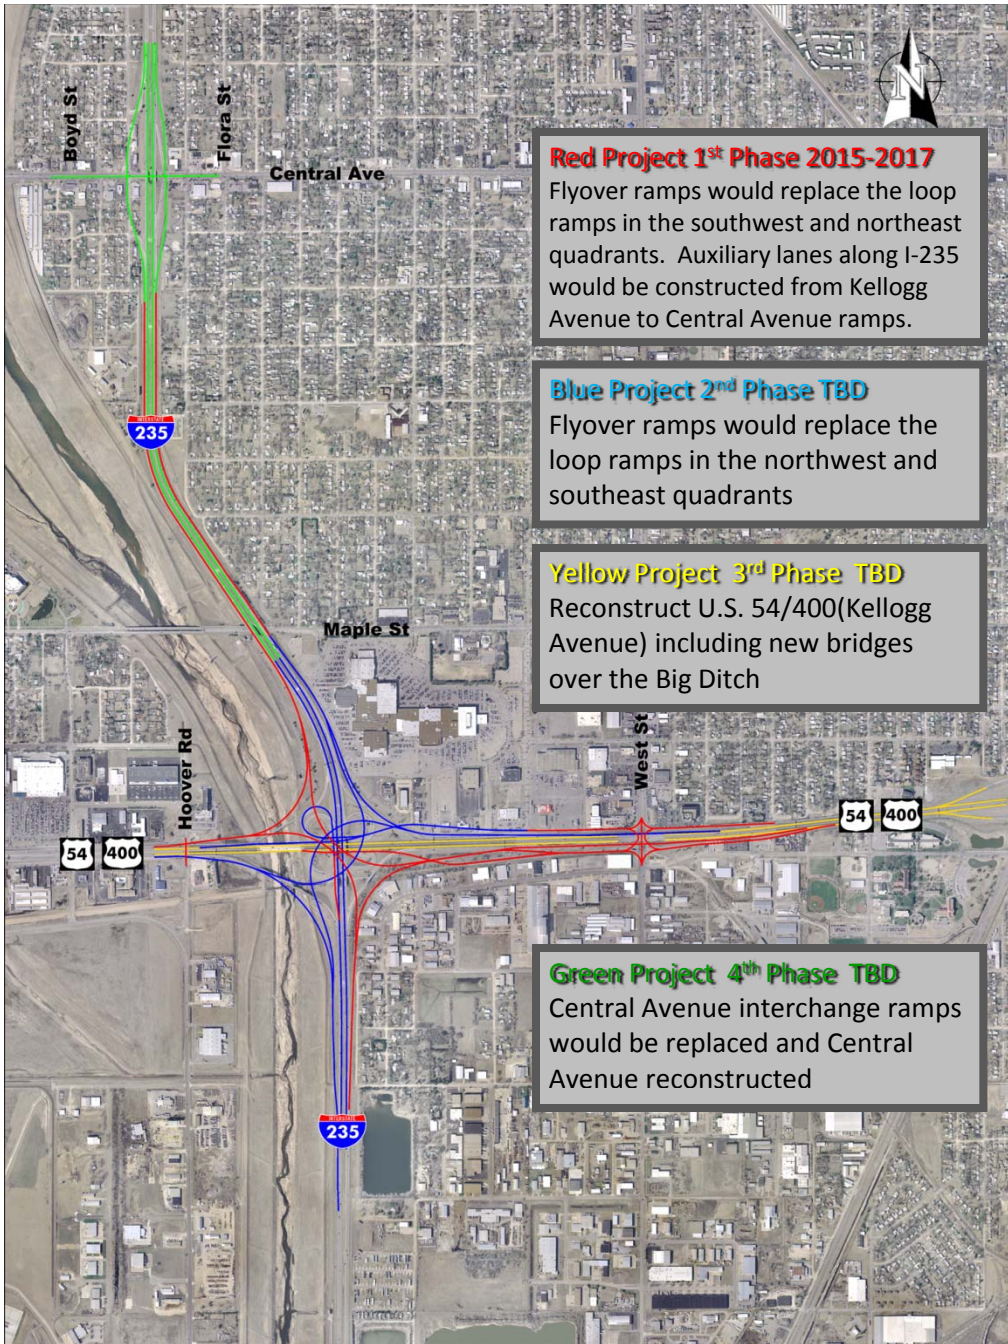 N
Boyd St
Flora St
Central Ave
Red Project 1st Phase 2015-2017
Flyover ramps would replace the loop
ramps in the southwest and northeast
quadrants.  Auxiliary lanes along I-235
would be constructed from Kellogg
Avenue to Central Avenue ramps.
Blue Project 2nd Phase TBD
Flyover ramps would replace the
loop ramps in the northwest and
southeast quadrants
INTERSTATE
235
Yellow Project  3rd Phase  TBD
Reconstruct U.S. 54/400(Kellogg
Avenue) including new bridges
over the Big Ditch
Maple St
Hoover Rd
West St
54 400
54 400
Green Project  4th Phase  TBD
Central Avenue interchange ramps
would be replaced and Central
Avenue reconstructed
INTERSTATE
235